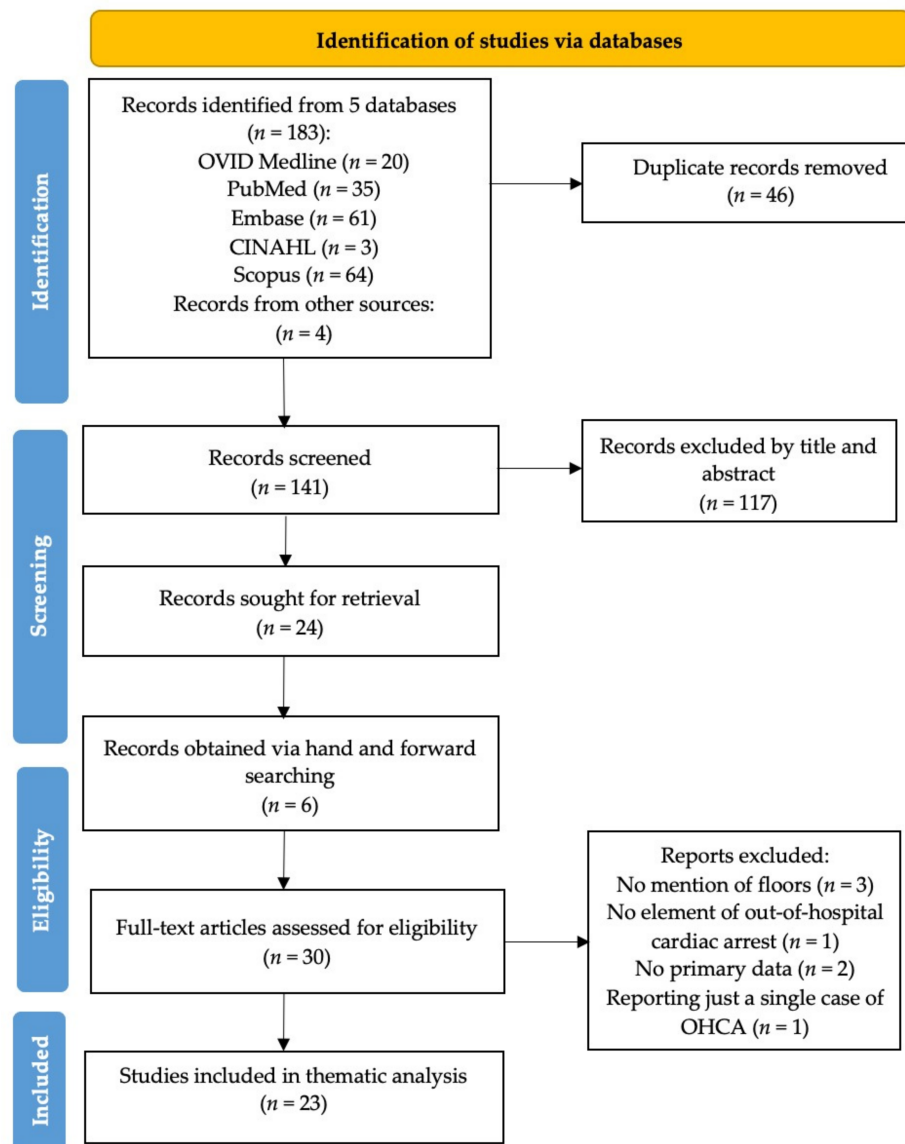 Identification of studies via databases
Identification
Records identified from 5 databases
(n = 183):
OVID Medline (n = 20)
PubMed (n = 35)
Embase (n = 61)
CINAHL (n = 3)
Scopus (n = 64)
Records from other sources:
(n = 4)
Duplicate records removed
(n = 46)
Screening
Records screened
(n = 141)
Records excluded by title and
abstract
(n = 117)
Records sought for retrieval
(n = 24)
Records obtained via hand and forward
searching
(n = 6)
Eligibility
Full-text articles assessed for eligibility
(n = 30)
Reports excluded:
No mention of floors (n = 3)
No element of out-of-hospital
cardiac arrest (n = 1)
No primary data (n = 2)
Reporting just a single case of
OHCA (n = 1)
Included
Studies included in thematic analysis
(n = 23)